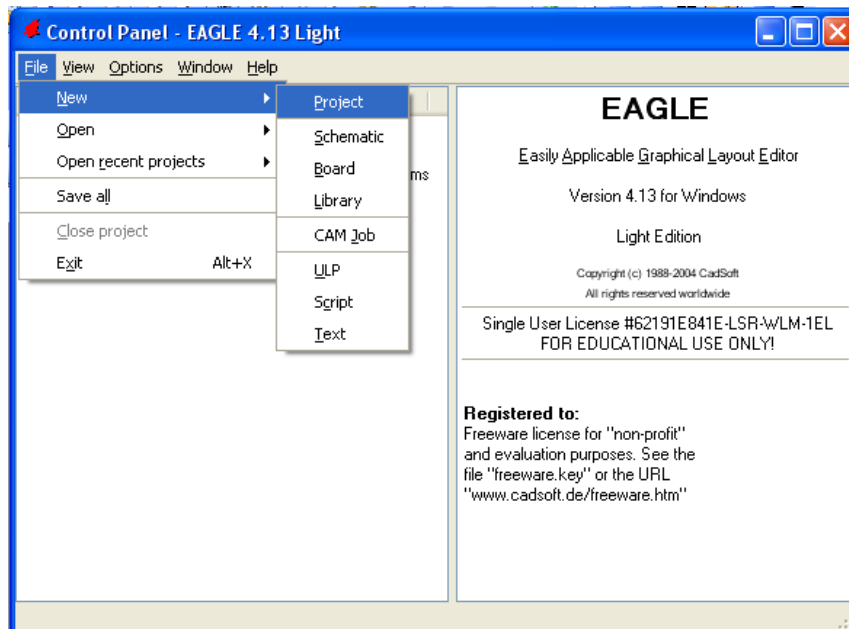 Control Panel - EAGLE 4.13 Light
File View Options Window Help
New
Open
Open recent projects
Save all
Close project
Exit Alt+X
Project
Schematic
Board
Library
CAM Job
ULP
Script
Text
ms
EAGLE
Easily Applicable Graphical Layout Editor
Version 4.13 for Windows
Light Edition
Copyright (c) 1988-2004 CadSoft
All rights reserved worldwide
Single User License #62191E841E-LSR-WLM-1EL
FOR EDUCATIONAL USE ONLY!
Registered to:
Freeware license for "non-profit"
and evaluation purposes. See the
file "freeware.key" or the URL
"www.cadsoft.de/freeware.htm"